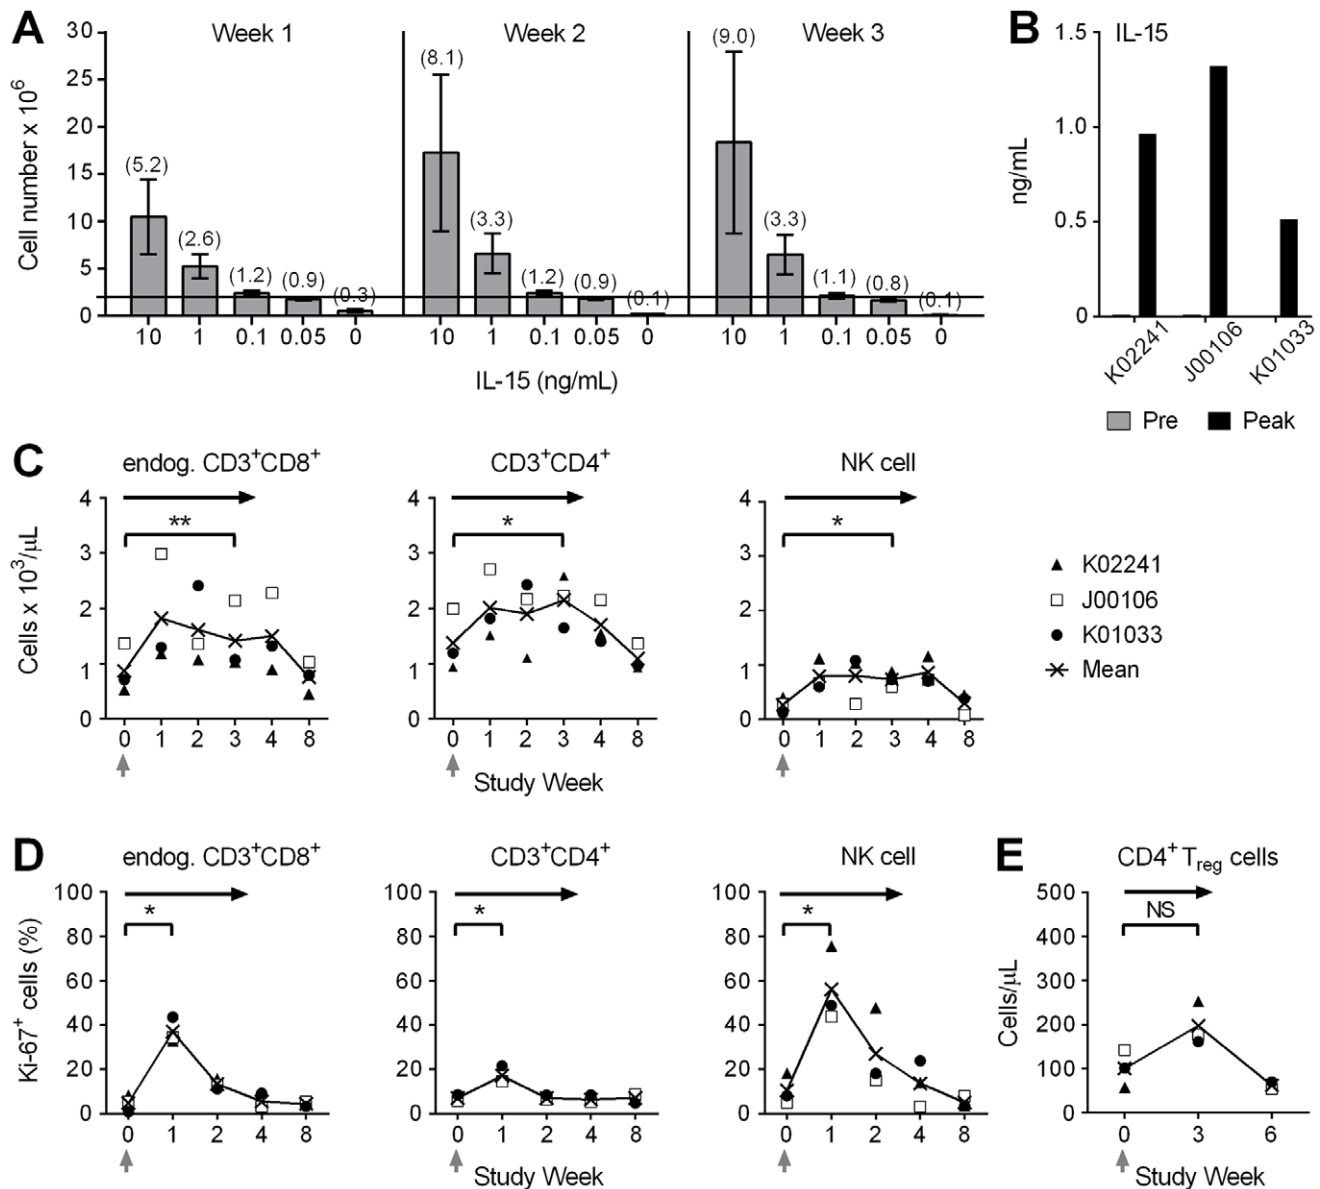 A
Week 1
Week 2
Week 3
Cell number x 10⁶
30
25
20
15
10
5
0
(5.2)
(2.6)
(1.2)
(0.9)
(0.3)
(8.1)
(3.3)
(1.2)
(0.9)
(0.1)
(9.0)
(3.3)
(1.1)
(0.8)
(0.1)
10 1 0.1 0.05 0
10 1 0.1 0.05 0
10 1 0.1 0.05 0
IL-15 (ng/mL)
B
IL-15
ng/mL
1.5
1.0
0.5
0
K02241
J00106
K01033
Pre
Peak
C
endog. CD3⁺CD8⁺
Cells x 10³/μL
4
3
2
1
0
**
0 1 2 3 4 8
CD3⁺CD4⁺
4
3
2
1
0
*
0 1 2 3 4 8
Study Week
NK cell
4
3
2
1
0
*
0 1 2 3 4 8
K02241
J00106
K01033
Mean
D
endog. CD3⁺CD8⁺
Ki-67⁺ cells (%)
100
80
60
40
20
0
*
0 1 2 4 8
CD3⁺CD4⁺
100
80
60
40
20
0
*
0 1 2 4 8
Study Week
NK cell
100
80
60
40
20
0
*
0 1 2 4 8
E
CD4⁺ Treg cells
Cells/μL
500
400
300
200
100
0
NS
0 3 6
Study Week